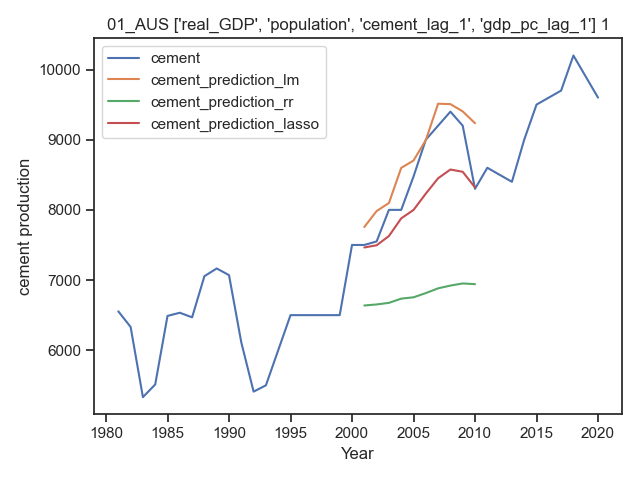 01_AUS ['real_GDP', 'population', 'cement_lag_1', 'gdp_pc_lag_1'] 1
cement
cement_prediction_lm
cement_prediction_rr
cement_prediction_lasso
cement production
10000
9000
8000
7000
6000
1980 1985 1990 1995 2000 2005 2010 2015 2020
Year